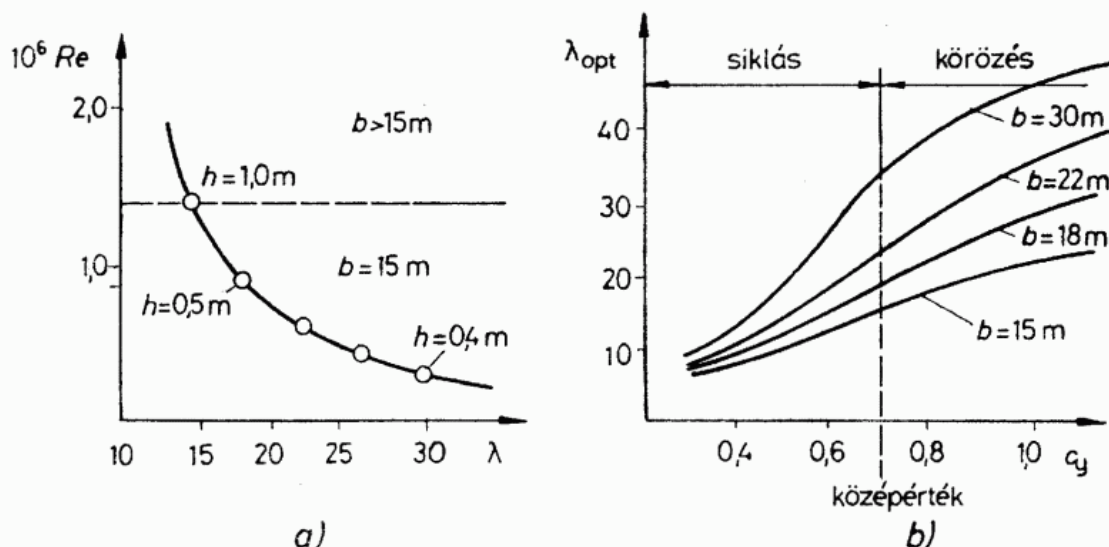 10⁶ Re
2,0
1,0
b>15m
h=1,0m
b=15m
h=0,5m
h=0,4m
10 15 20 25 30 λ
a)
λopt
siklás körözés
40
30
20
10
b=30m
b=22m
b=18m
b=15 m
0,4 0,6 0,8 1,0 cy
középérték
b)